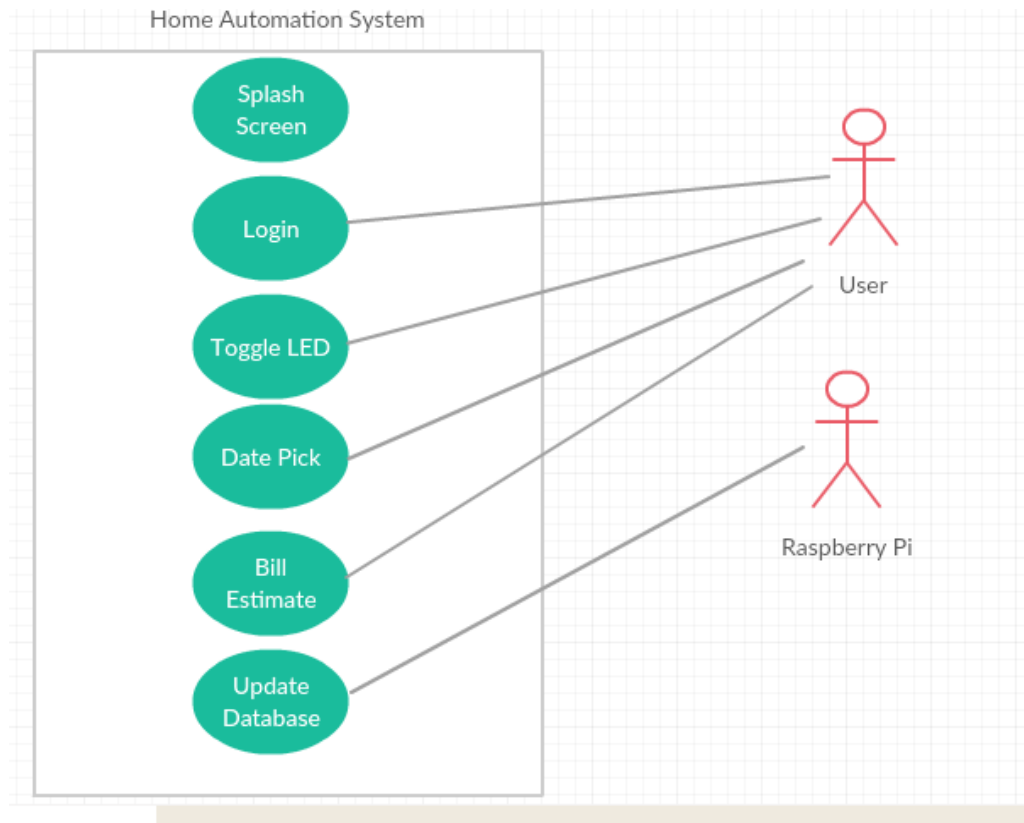 Home Automation System
Splash
Screen
Login
Toggle LED
Date Pick
Bill
Estimate
Update
Database
User
Raspberry Pi